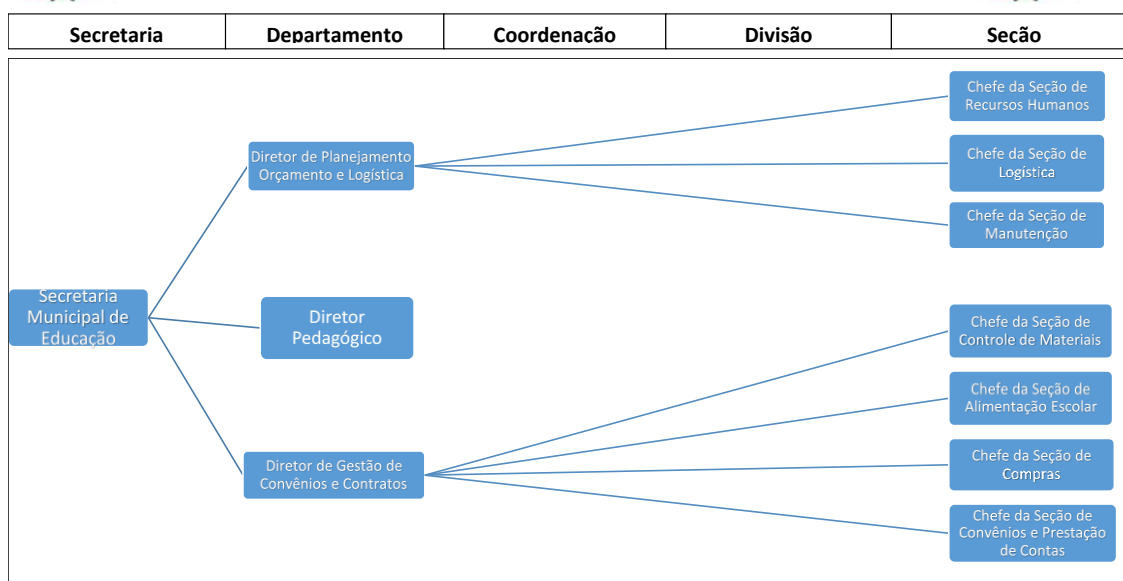 Secretaria Departamento Coordenação Divisão Seção
Chefe da Seção de
Recursos Humanos
Diretor de Planejamento
Orçamento e Logística
Chefe da Seção de
Logística
Chefe da Seção de
Manutenção
Secretaria
Municipal de
Educação
Diretor
Pedagógico
Chefe da Seção de
Controle de Materiais
Chefe da Seção de
Alimentação Escolar
Diretor de Gestão de
Convênios e Contratos
Chefe da Seção de
Compras
Chefe da Seção de
Convênios e Prestação
de Contas